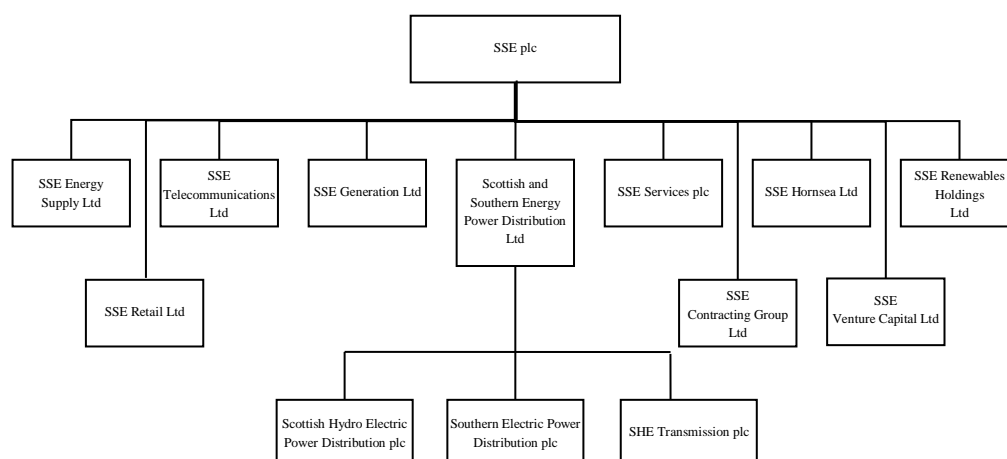 SSE plc
SSE Energy
Supply Ltd
SSE
Telecommunications
Ltd
SSE Generation Ltd
Scottish and
Southern Energy
Power Distribution
Ltd
SSE Services plc
SSE Hornsea Ltd
SSE Renewables
Holdings
Ltd
SSE Retail Ltd
SSE
Contracting Group
Ltd
SSE
Venture Capital Ltd
Scottish Hydro Electric
Power Distribution plc
Southern Electric Power
Distribution plc
SHE Transmission plc